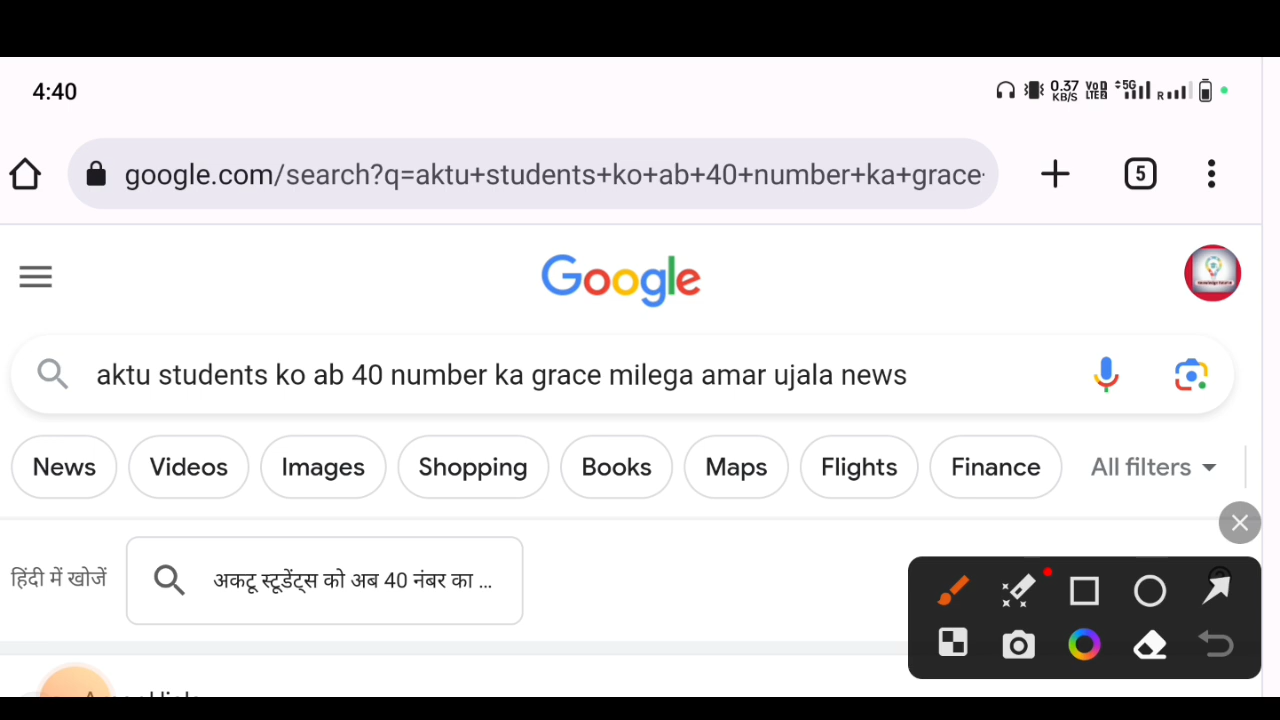 4:40
0.37 KB/S VoD LTE2 5G R
google.com/search?q=aktu+students+ko+ab+40+number+ka+grace
5
Google
aktu students ko ab 40 number ka grace milega amar ujala news
News Videos Images Shopping Books Maps Flights Finance All filters
हिंदी में खोजें अकटू स्टूडेंट्स को अब 40 नंबर का ...